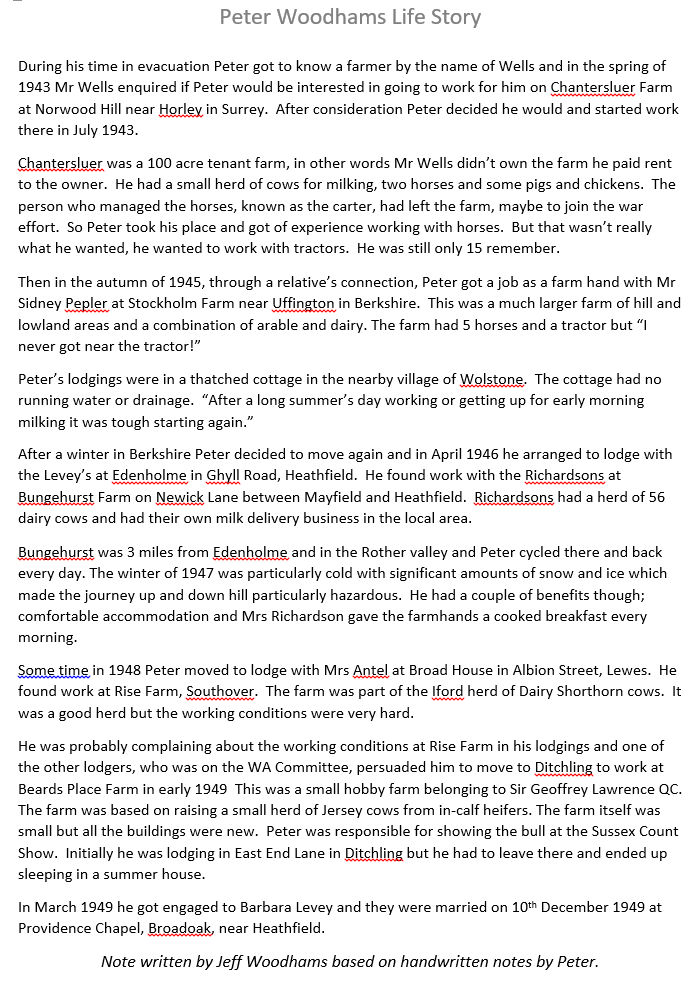 Peter Woodhams Life Story
During his time in evacuation Peter got to know a farmer by the name of Wells and in the spring of
1943 Mr Wells enquired if Peter would be interested in going to work for him on Chantersluer Farm
at Norwood Hill near Horley in Surrey.  After consideration Peter decided he would and started work
there in July 1943.
Chantersluer was a 100 acre tenant farm, in other words Mr Wells didn’t own the farm he paid rent
to the owner.  He had a small herd of cows for milking, two horses and some pigs and chickens.  The
person who managed the horses, known as the carter, had left the farm, maybe to join the war
effort.  So Peter took his place and got of experience working with horses.  But that wasn’t really
what he wanted, he wanted to work with tractors.  He was still only 15 remember.
Then in the autumn of 1945, through a relative’s connection, Peter got a job as a farm hand with Mr
Sidney Pepler at Stockholm Farm near Uffington in Berkshire.  This was a much larger farm of hill and
lowland areas and a combination of arable and dairy. The farm had 5 horses and a tractor but “I
never got near the tractor!”
Peter’s lodgings were in a thatched cottage in the nearby village of Wolstone.  The cottage had no
running water or drainage.  “After a long summer’s day working or getting up for early morning
milking it was tough starting again.”
After a winter in Berkshire Peter decided to move again and in April 1946 he arranged to lodge with
the Levey’s at Edenholme in Ghyll Road, Heathfield.  He found work with the Richardsons at
Bungehurst Farm on Newick Lane between Mayfield and Heathfield.  Richardsons had a herd of 56
dairy cows and had their own milk delivery business in the local area.
Bungehurst was 3 miles from Edenholme and in the Rother valley and Peter cycled there and back
every day. The winter of 1947 was particularly cold with significant amounts of snow and ice which
made the journey up and down hill particularly hazardous.  He had a couple of benefits though;
comfortable accommodation and Mrs Richardson gave the farmhands a cooked breakfast every
morning.
Some time in 1948 Peter moved to lodge with Mrs Antel at Broad House in Albion Street, Lewes.  He
found work at Rise Farm, Southover.  The farm was part of the Iford herd of Dairy Shorthorn cows.  It
was a good herd but the working conditions were very hard.
He was probably complaining about the working conditions at Rise Farm in his lodgings and one of
the other lodgers, who was on the WA Committee, persuaded him to move to Ditchling to work at
Beards Place Farm in early 1949  This was a small hobby farm belonging to Sir Geoffrey Lawrence QC.
The farm was based on raising a small herd of Jersey cows from in-calf heifers. The farm itself was
small but all the buildings were new.  Peter was responsible for showing the bull at the Sussex Count
Show.  Initially he was lodging in East End Lane in Ditchling but he had to leave there and ended up
sleeping in a summer house.
In March 1949 he got engaged to Barbara Levey and they were married on 10th December 1949 at
Providence Chapel, Broadoak, near Heathfield.
Note written by Jeff Woodhams based on handwritten notes by Peter.